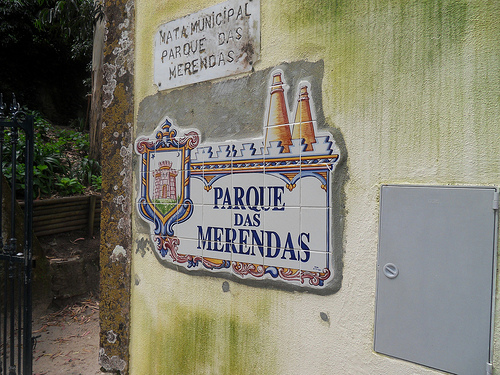 MATA MUNICIPAL
PARQUE DAS
MERENDAS
PARQUE
DAS
MERENDAS